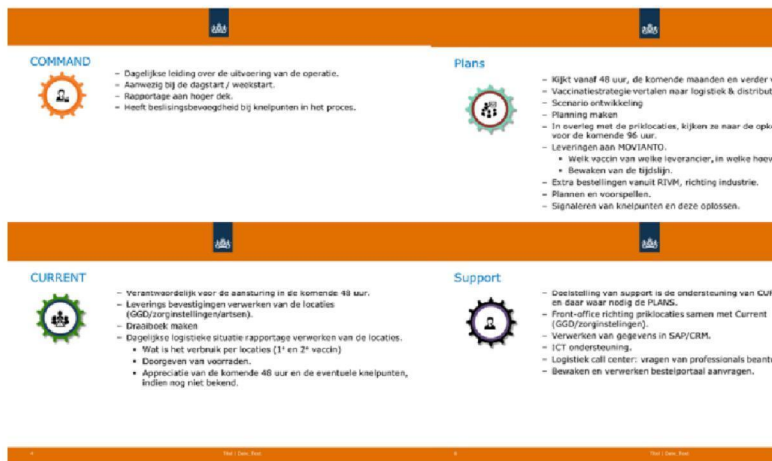 COMMAND
– Dagelijkse leiding over de uitvoering van de operatie.
– Aanwezig bij de dagstart / weekstart.
– Rapportage aan hoger dek.
– Heeft beslisingsbevoegdheid bij knelpunten in het proces.
Plans
– Kijkt vanaf 48 uur, de komende maanden en verder
– Vaccinatiestrategie vertalen naar logistiek &
– Scenario ontwikkeling
– Planning maken
– In overleg met de priklocaties, kijken ze naar de
voor de komende 96 uur.
– Leveringen aan MOVIANTO.
• Welk vaccin van welke leverancier, in welke
• Bewaken van de tijdslijn.
– Extra bestellingen vanuit RIVM, richting industrie.
– Plannen en voorspellen.
– Signaleren van knelpunten en deze oplossen.
CURRENT
– Verantwoordelijk voor de aansturing in de komende 48 uur.
– Leverings bevestigingen verwerken van de locaties
(GGD/zorginstellingen/artsen).
– Draaiboek maken
– Dagelijkse logistieke situatie rapportage verwerken van de locaties.
• Wat is het verbruik per locaties (1e en 2e vaccin)
• Doorgeven van voorraden.
• Appreciatie van de komende 48 uur en de eventuele knelpunten,
indien nog niet bekend.
Support
– Doelstelling van support is de ondersteuning van
en daar waar nodig de PLANS.
– Front-office richting priklocaties samen met Current
(GGD/zorginstelingen).
– Verwerken van gegevens in SAP/CRM.
– ICT ondersteuning.
– Logistiek call center: vragen van professionals
– Bewaken en verwerken bestelportaal aanvragen.